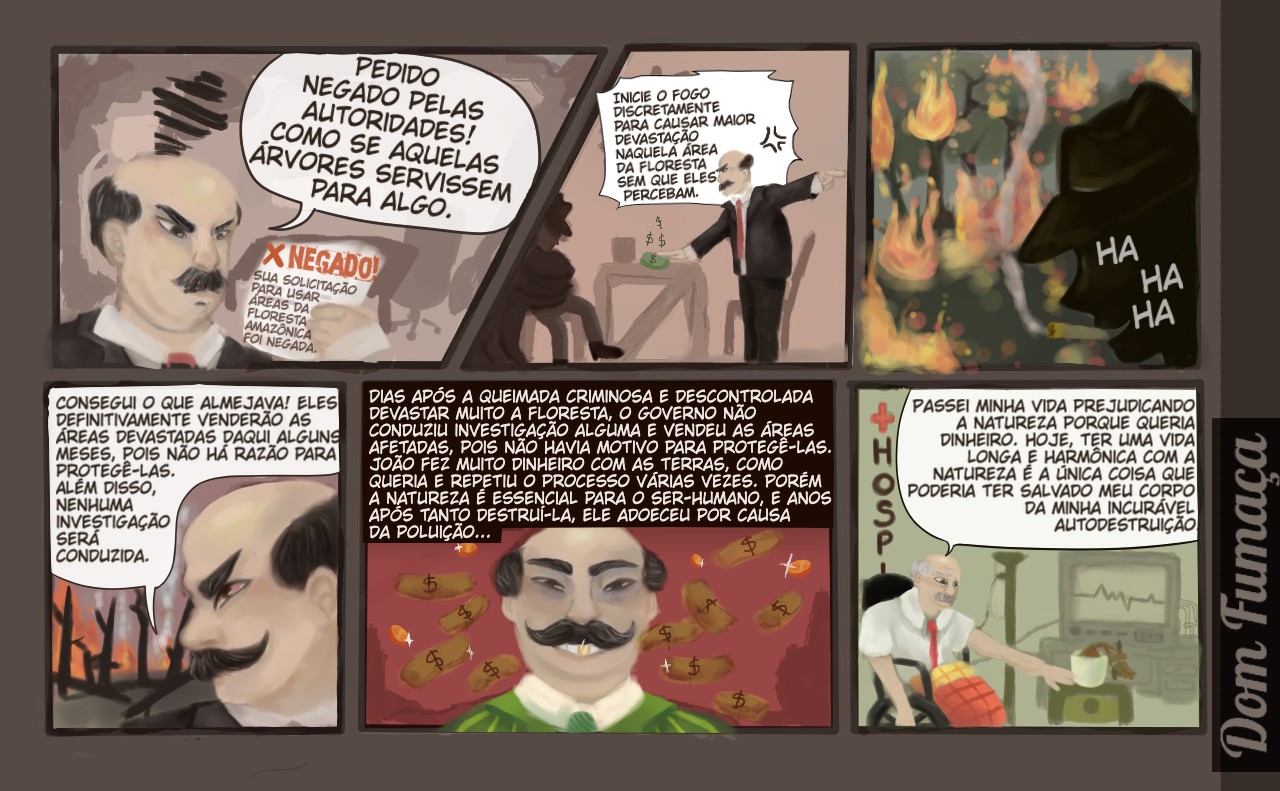 PEDIDO
NEGADO PELAS
AUTORIDADES!
COMO SE AQUELAS
ÁRVORES SERVISSEM
PARA ALGO.
X NEGADO!
SUA SOLICITAÇÃO
PARA USAR
ÁREAS DA
FLORESTA
AMAZÔNICA
FOI NEGADA.
INICIE O FOGO
DISCRETAMENTE
PARA CAUSAR MAIOR
DEVASTAÇÃO
NAQUELA ÁREA
DA FLORESTA
SEM QUE ELES
PERCEBAM.
$
$ $
$
HA
HA
HA
CONSEGUI O QUE ALMEJAVA! ELES
DEFINITIVAMENTE VENDERÃO AS
ÁREAS DEVASTADAS DAQUI ALGUNS
MESES, POIS NÃO HÁ RAZÃO PARA
PROTEGÊ-LAS.
ALÉM DISSO,
NENHUMA
INVESTIGAÇÃO
SERÁ
CONDUZIDA.
DIAS APÓS A QUEIMADA CRIMINOSA E DESCONTROLADA
DEVASTAR MUITO A FLORESTA, O GOVERNO NÃO
CONDUZIU INVESTIGAÇÃO ALGUMA E VENDEU AS ÁREAS
AFETADAS, POIS NÃO HAVIA MOTIVO PARA PROTEGÊ-LAS.
JOÃO FEZ MUITO DINHEIRO COM AS TERRAS, COMO
QUERIA E REPETIU O PROCESSO VÁRIAS VEZES. PORÉM
A NATUREZA É ESSENCIAL PARA O SER-HUMANO, E ANOS
APÓS TANTO DESTRUÍ-LA, ELE ADOECEU POR CAUSA
DA POLUIÇÃO...
$ $ $ $ $ $ $ $ $
HOSPI
PASSEI MINHA VIDA PREJUDICANDO
A NATUREZA PORQUE QUERIA
DINHEIRO. HOJE, TER UMA VIDA
LONGA E HARMÔNICA COM A
NATUREZA É A ÚNICA COISA QUE
PODERIA TER SALVADO MEU CORPO
DA MINHA INCURÁVEL
AUTODESTRUIÇÃO
Dom Fumaça